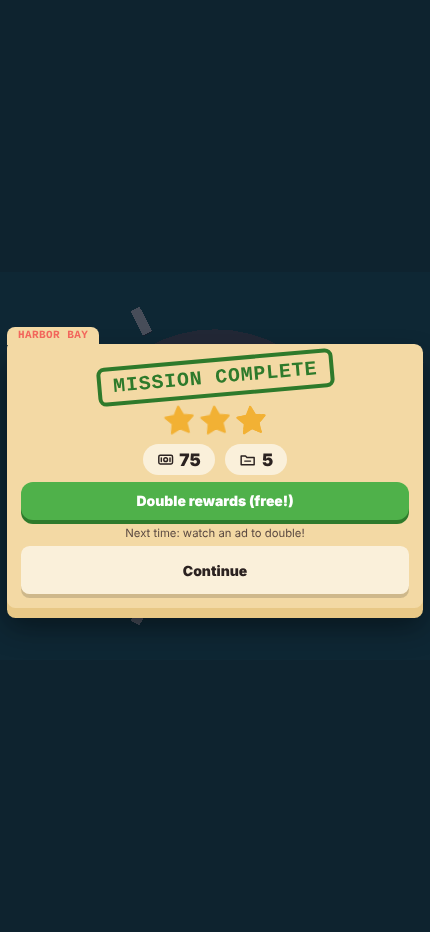 HARBOR BAY
MISSION COMPLETE
75
5
Double rewards (free!)
Next time: watch an ad to double!
Continue